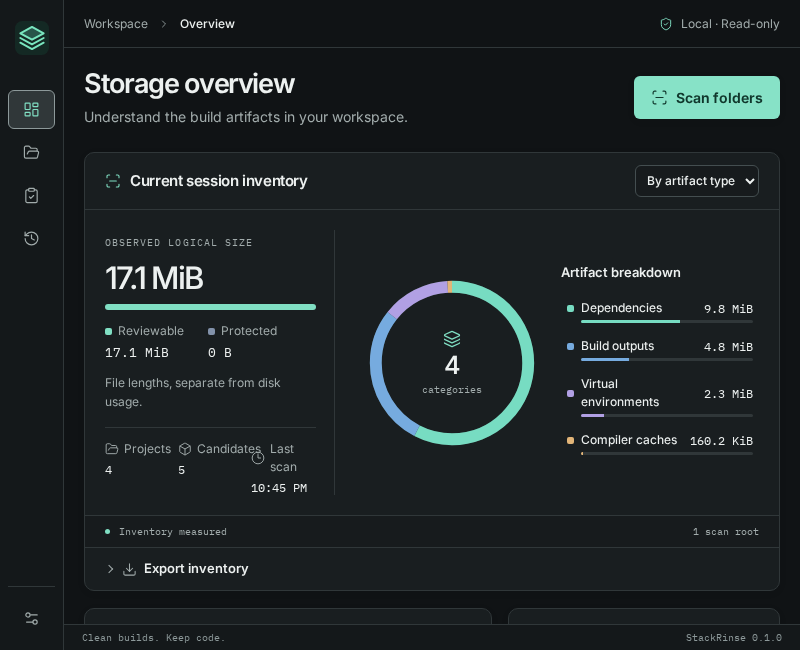 Workspace
Overview
Local · Read-only
Storage overview
Understand the build artifacts in your workspace.
Scan folders
Current session inventory
By artifact type
OBSERVED LOGICAL SIZE
17.1 MiB
Reviewable
Protected
17.1 MiB
0 B
File lengths, separate from disk
usage.
Projects
4
Candidates
5
Last
scan
10:45 PM
4
categories
Artifact breakdown
Dependencies
9.8 MiB
Build outputs
4.8 MiB
Virtual
environments
2.3 MiB
Compiler caches
160.2 KiB
Inventory measured
1 scan root
Export inventory
Clean builds. Keep code.
StackRinse 0.1.0